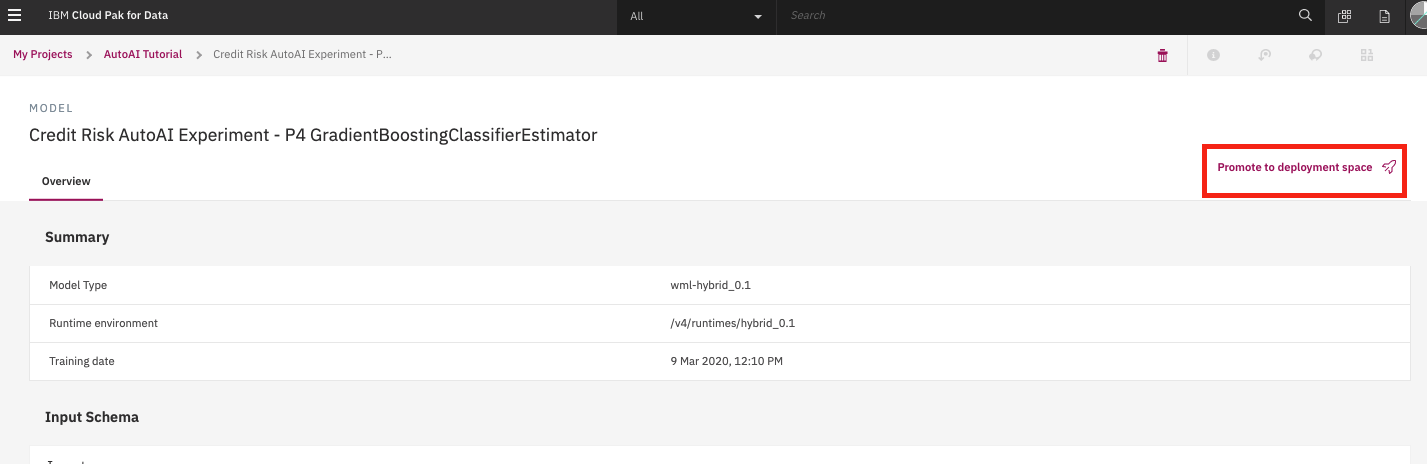 IBM Cloud Pak for Data All Search
My Projects AutoAI Tutorial Credit Risk AutoAI Experiment - P...
MODEL
Credit Risk AutoAI Experiment - P4 GradientBoostingClassifierEstimator
Promote to deployment space
Overview
Summary
Model Type wml-hybrid_0.1
Runtime environment /v4/runtimes/hybrid_0.1
Training date 9 Mar 2020, 12:10 PM
Input Schema